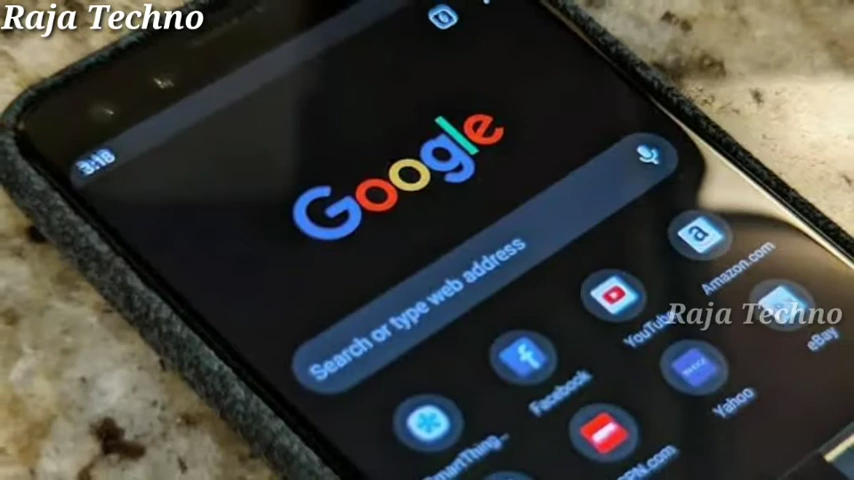 Raja Techno
3:18
Google
Search or type web address
a
Amazon.com
YouTube
Raja Techno
eBay
f
Facebook
Yahoo